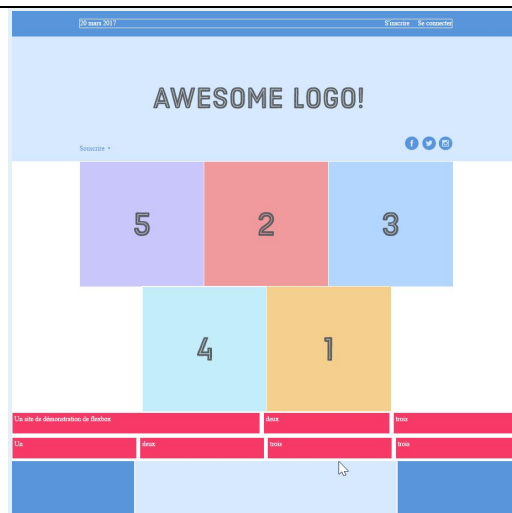 20 mars 2017 S'inscrire Se connecter
AWESOME LOGO!
Souscrire
5 2 3
4 1
Un site de démonstration de flexbox deux trois
Un deux trois trois